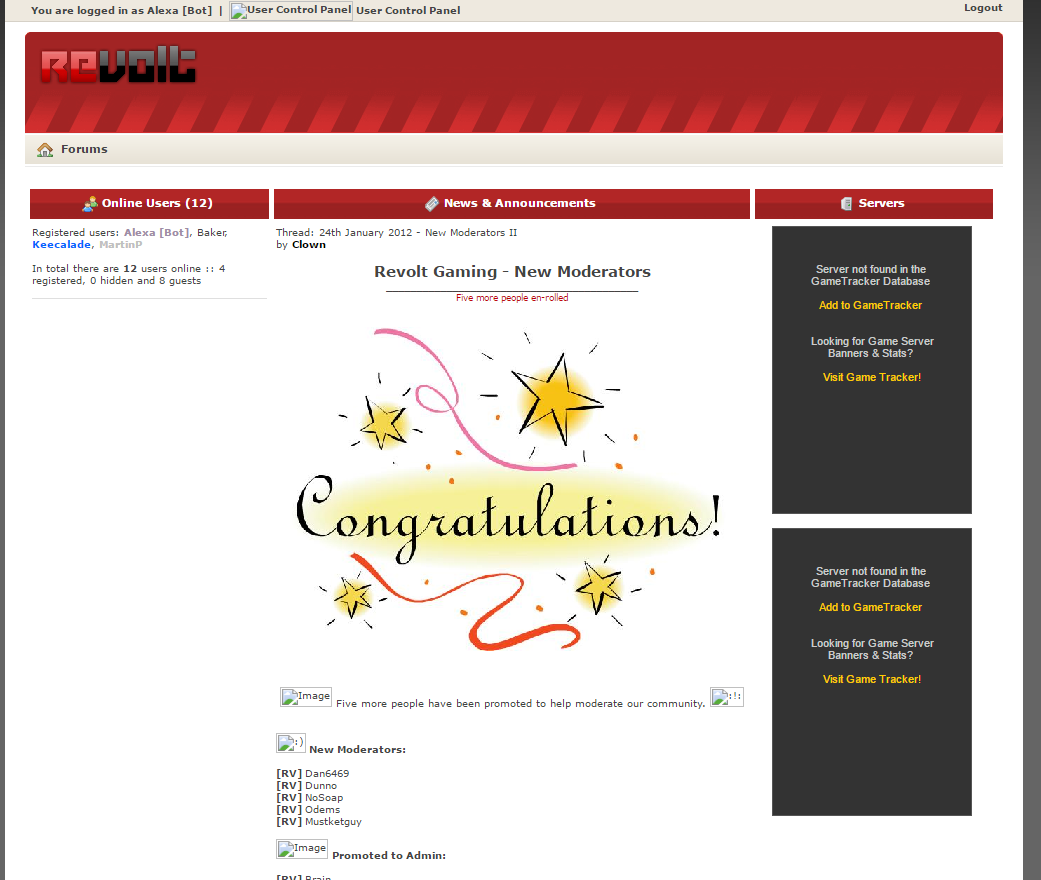 You are logged in as Alexa [Bot] | User Control Panel User Control Panel
Logout
REVOLT
Forums
Online Users (12)
Registered users: Alexa [Bot], Baker,
Keecalade, MartinP
In total there are 12 users online :: 4
registered, 0 hidden and 8 guests
News & Announcements
Thread: 24th January 2012 - New Moderators II
by Clown
Revolt Gaming - New Moderators
Five more people en-rolled
Congratulations!
Image Five more people have been promoted to help moderate our community. :!:
:) New Moderators:
[RV] Dan6469
[RV] Dunno
[RV] NoSoap
[RV] Odems
[RV] Mustketguy
Image Promoted to Admin:
[RV] Brain
Servers
Server not found in the
GameTracker Database
Add to GameTracker
Looking for Game Server
Banners & Stats?
Visit Game Tracker!
Server not found in the
GameTracker Database
Add to GameTracker
Looking for Game Server
Banners & Stats?
Visit Game Tracker!